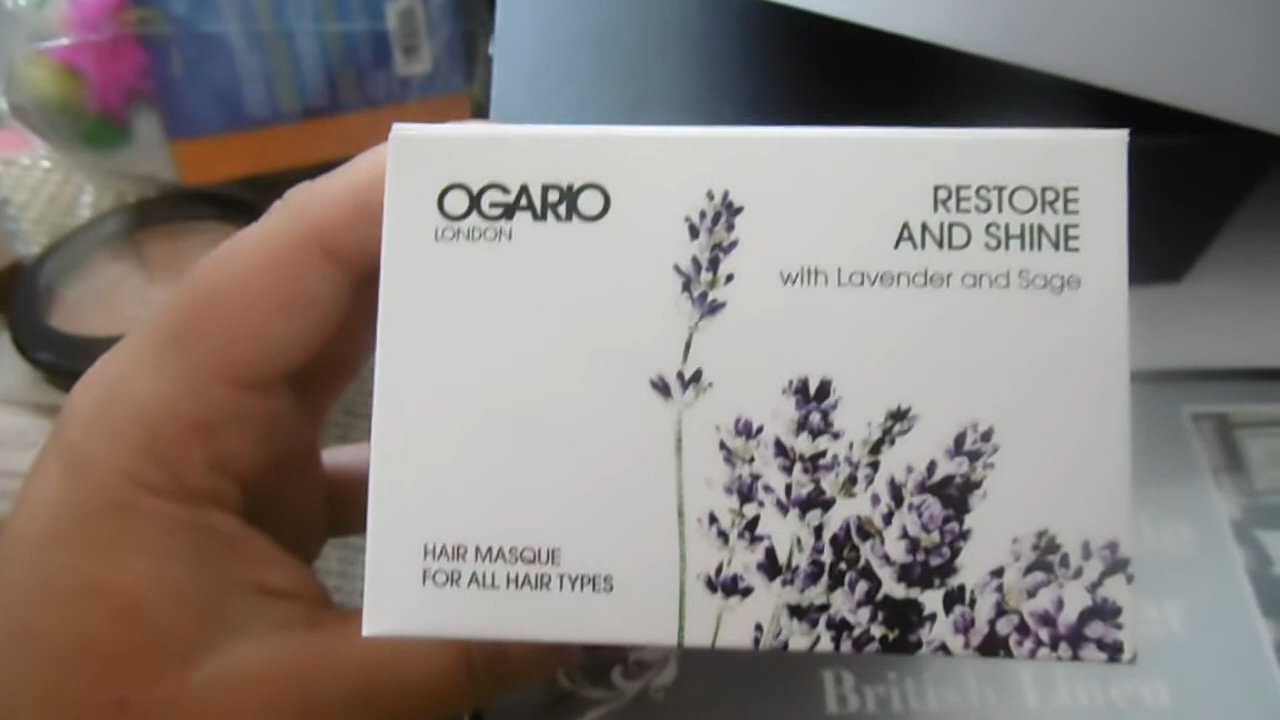 OGARIO
LONDON
RESTORE
AND SHINE
with Lavender and Sage
HAIR MASQUE
FOR ALL HAIR TYPES
British Linen